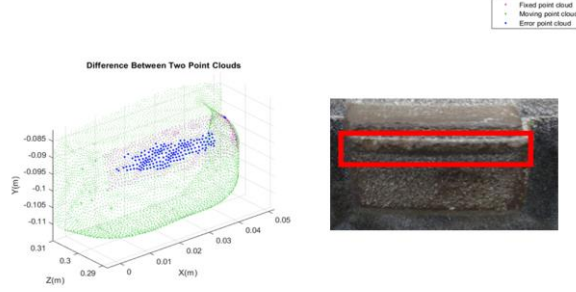 Fixed point cloud
Moving point cloud
Error point cloud
Difference Between Two Point Clouds
-0.085
-0.09
-0.095
-0.1
-0.105
-0.11
Y(m)
0.31
0.3
0.29
Z(m)
0
0.01
0.02
0.03
0.04
0.05
X(m)